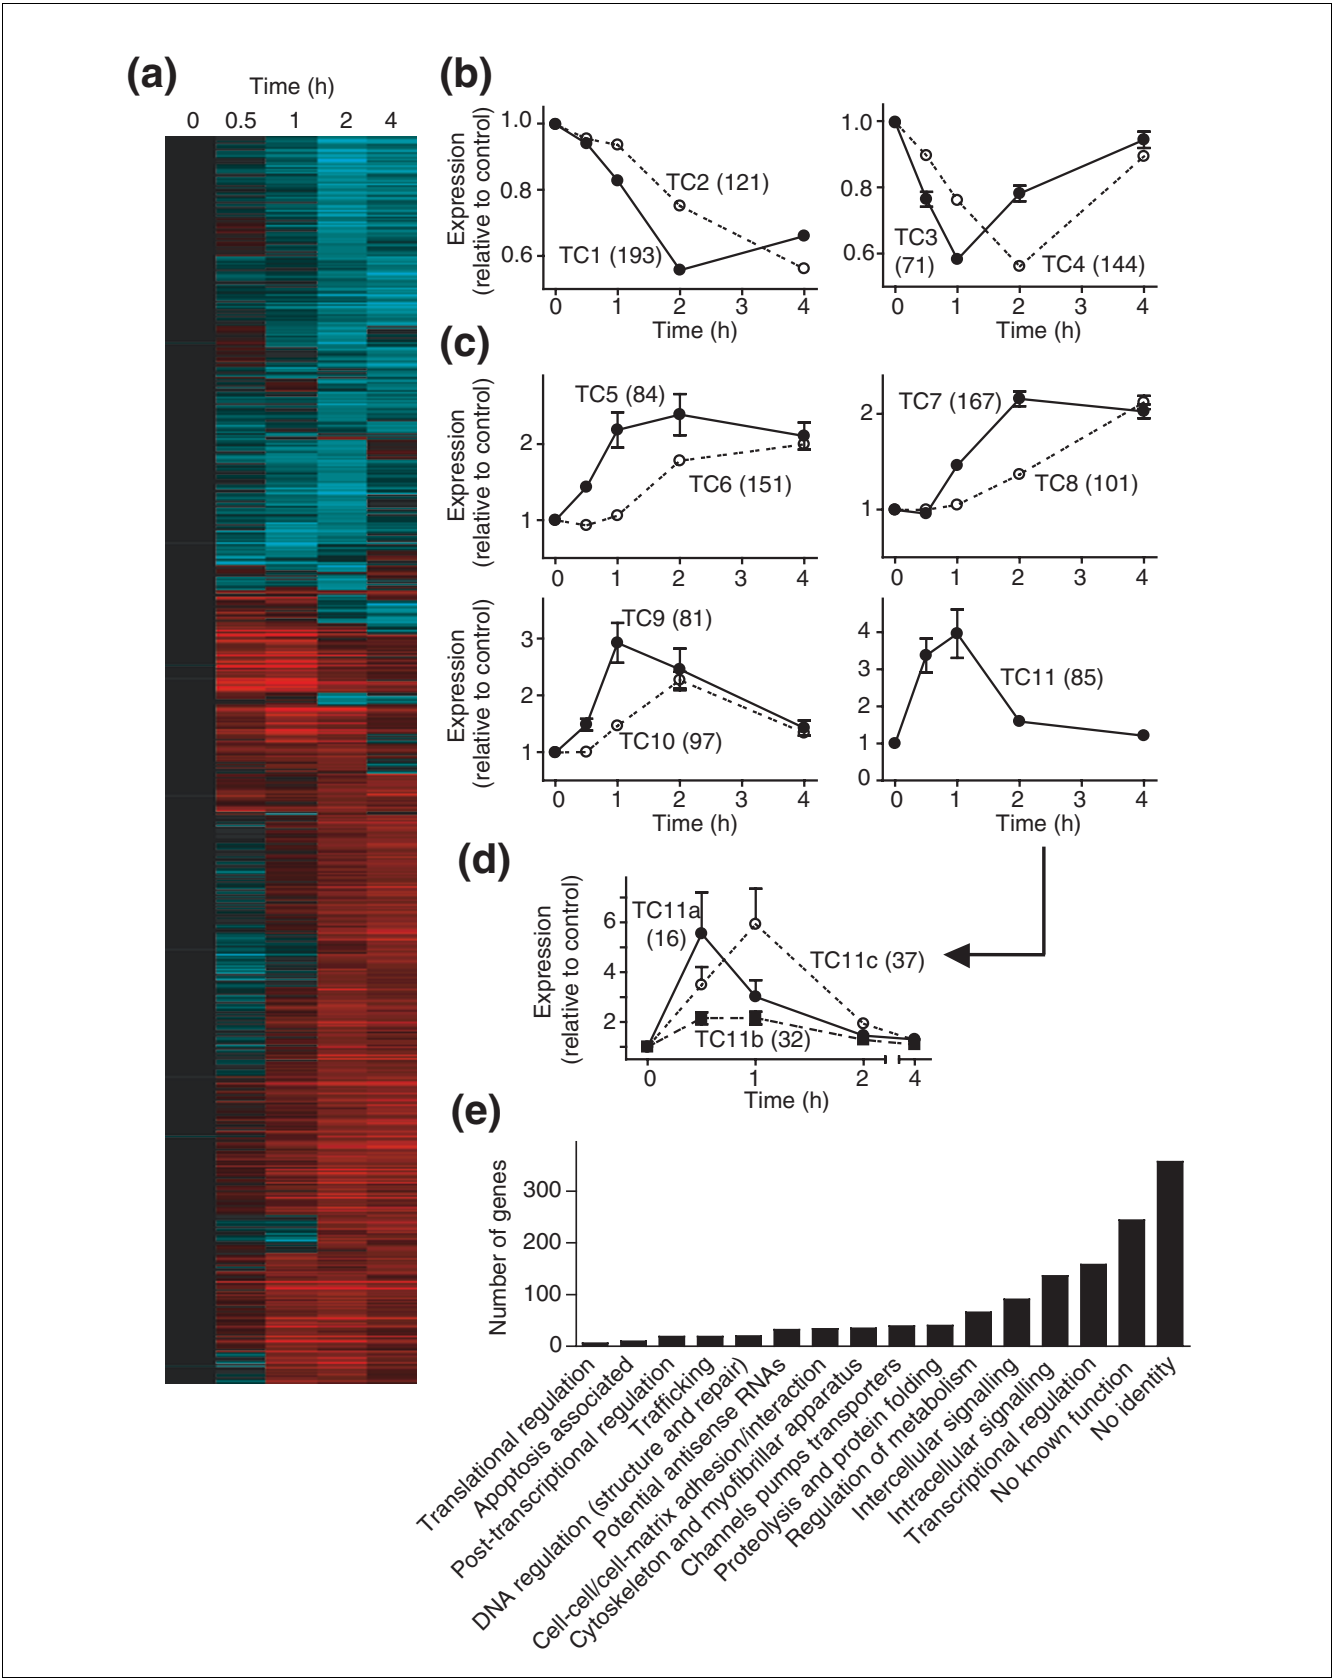 (a)
Time (h)
0 0.5 1 2 4
(b)
Expression
(relative to control)
1.0
0.8
0.6
TC2 (121)
TC1 (193)
0 1 2 3 4
Time (h)
1.0
0.8
0.6
TC3
(71)
TC4 (144)
0 1 2 3 4
Time (h)
(c)
Expression
(relative to control)
2
1
TC5 (84)
TC6 (151)
0 1 2 3 4
2
1
TC7 (167)
TC8 (101)
0 1 2 3 4
Expression
(relative to control)
3
2
1
TC9 (81)
TC10 (97)
0 1 2 3 4
Time (h)
4
3
2
1
0
TC11 (85)
0 1 2 3 4
Time (h)
(d)
Expression
(relative to control)
6
4
2
TC11a
(16)
TC11c (37)
TC11b (32)
0 1 2 4
Time (h)
(e)
Number of genes
300
200
100
0
Translational regulation
Apoptosis associated
Post-transcriptional regulation
Trafficking
DNA regulation (structure and repair)
Potential antisense RNAs
Cell-cell/cell-matrix adhesion/interaction
Cytoskeleton and myofibrillar apparatus
Channels pumps transporters
Proteolysis and protein folding
Regulation of metabolism
Intercellular signalling
Intracellular signalling
Transcriptional regulation
No known function
No identity